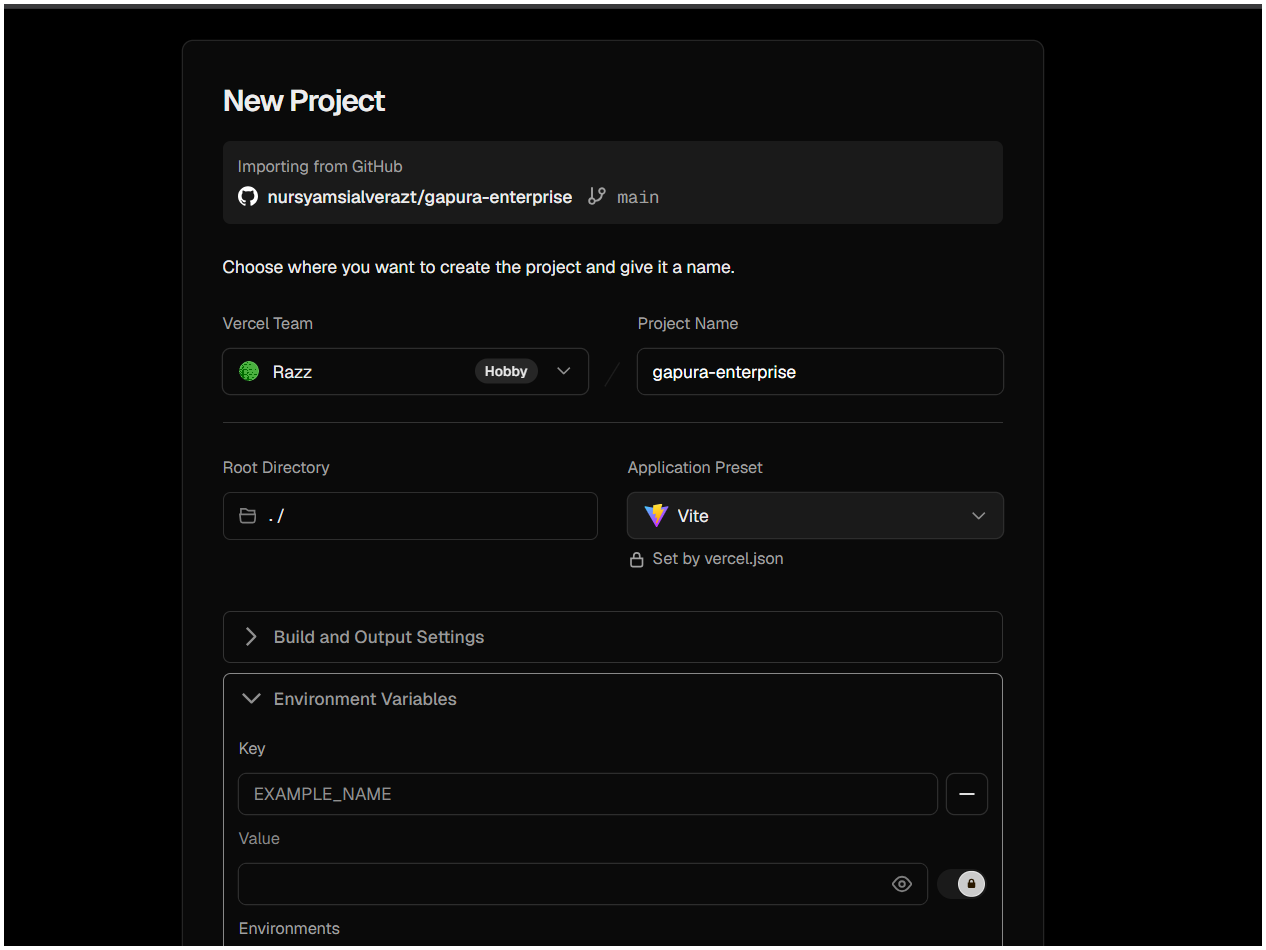 New Project
Importing from GitHub
nursyamsialverazt/gapura-enterprise main
Choose where you want to create the project and give it a name.
Vercel Team
Project Name
Razz Hobby
gapura-enterprise
Root Directory
Application Preset
./
Vite
Set by vercel.json
Build and Output Settings
Environment Variables
Key
EXAMPLE_NAME
Value
Environments